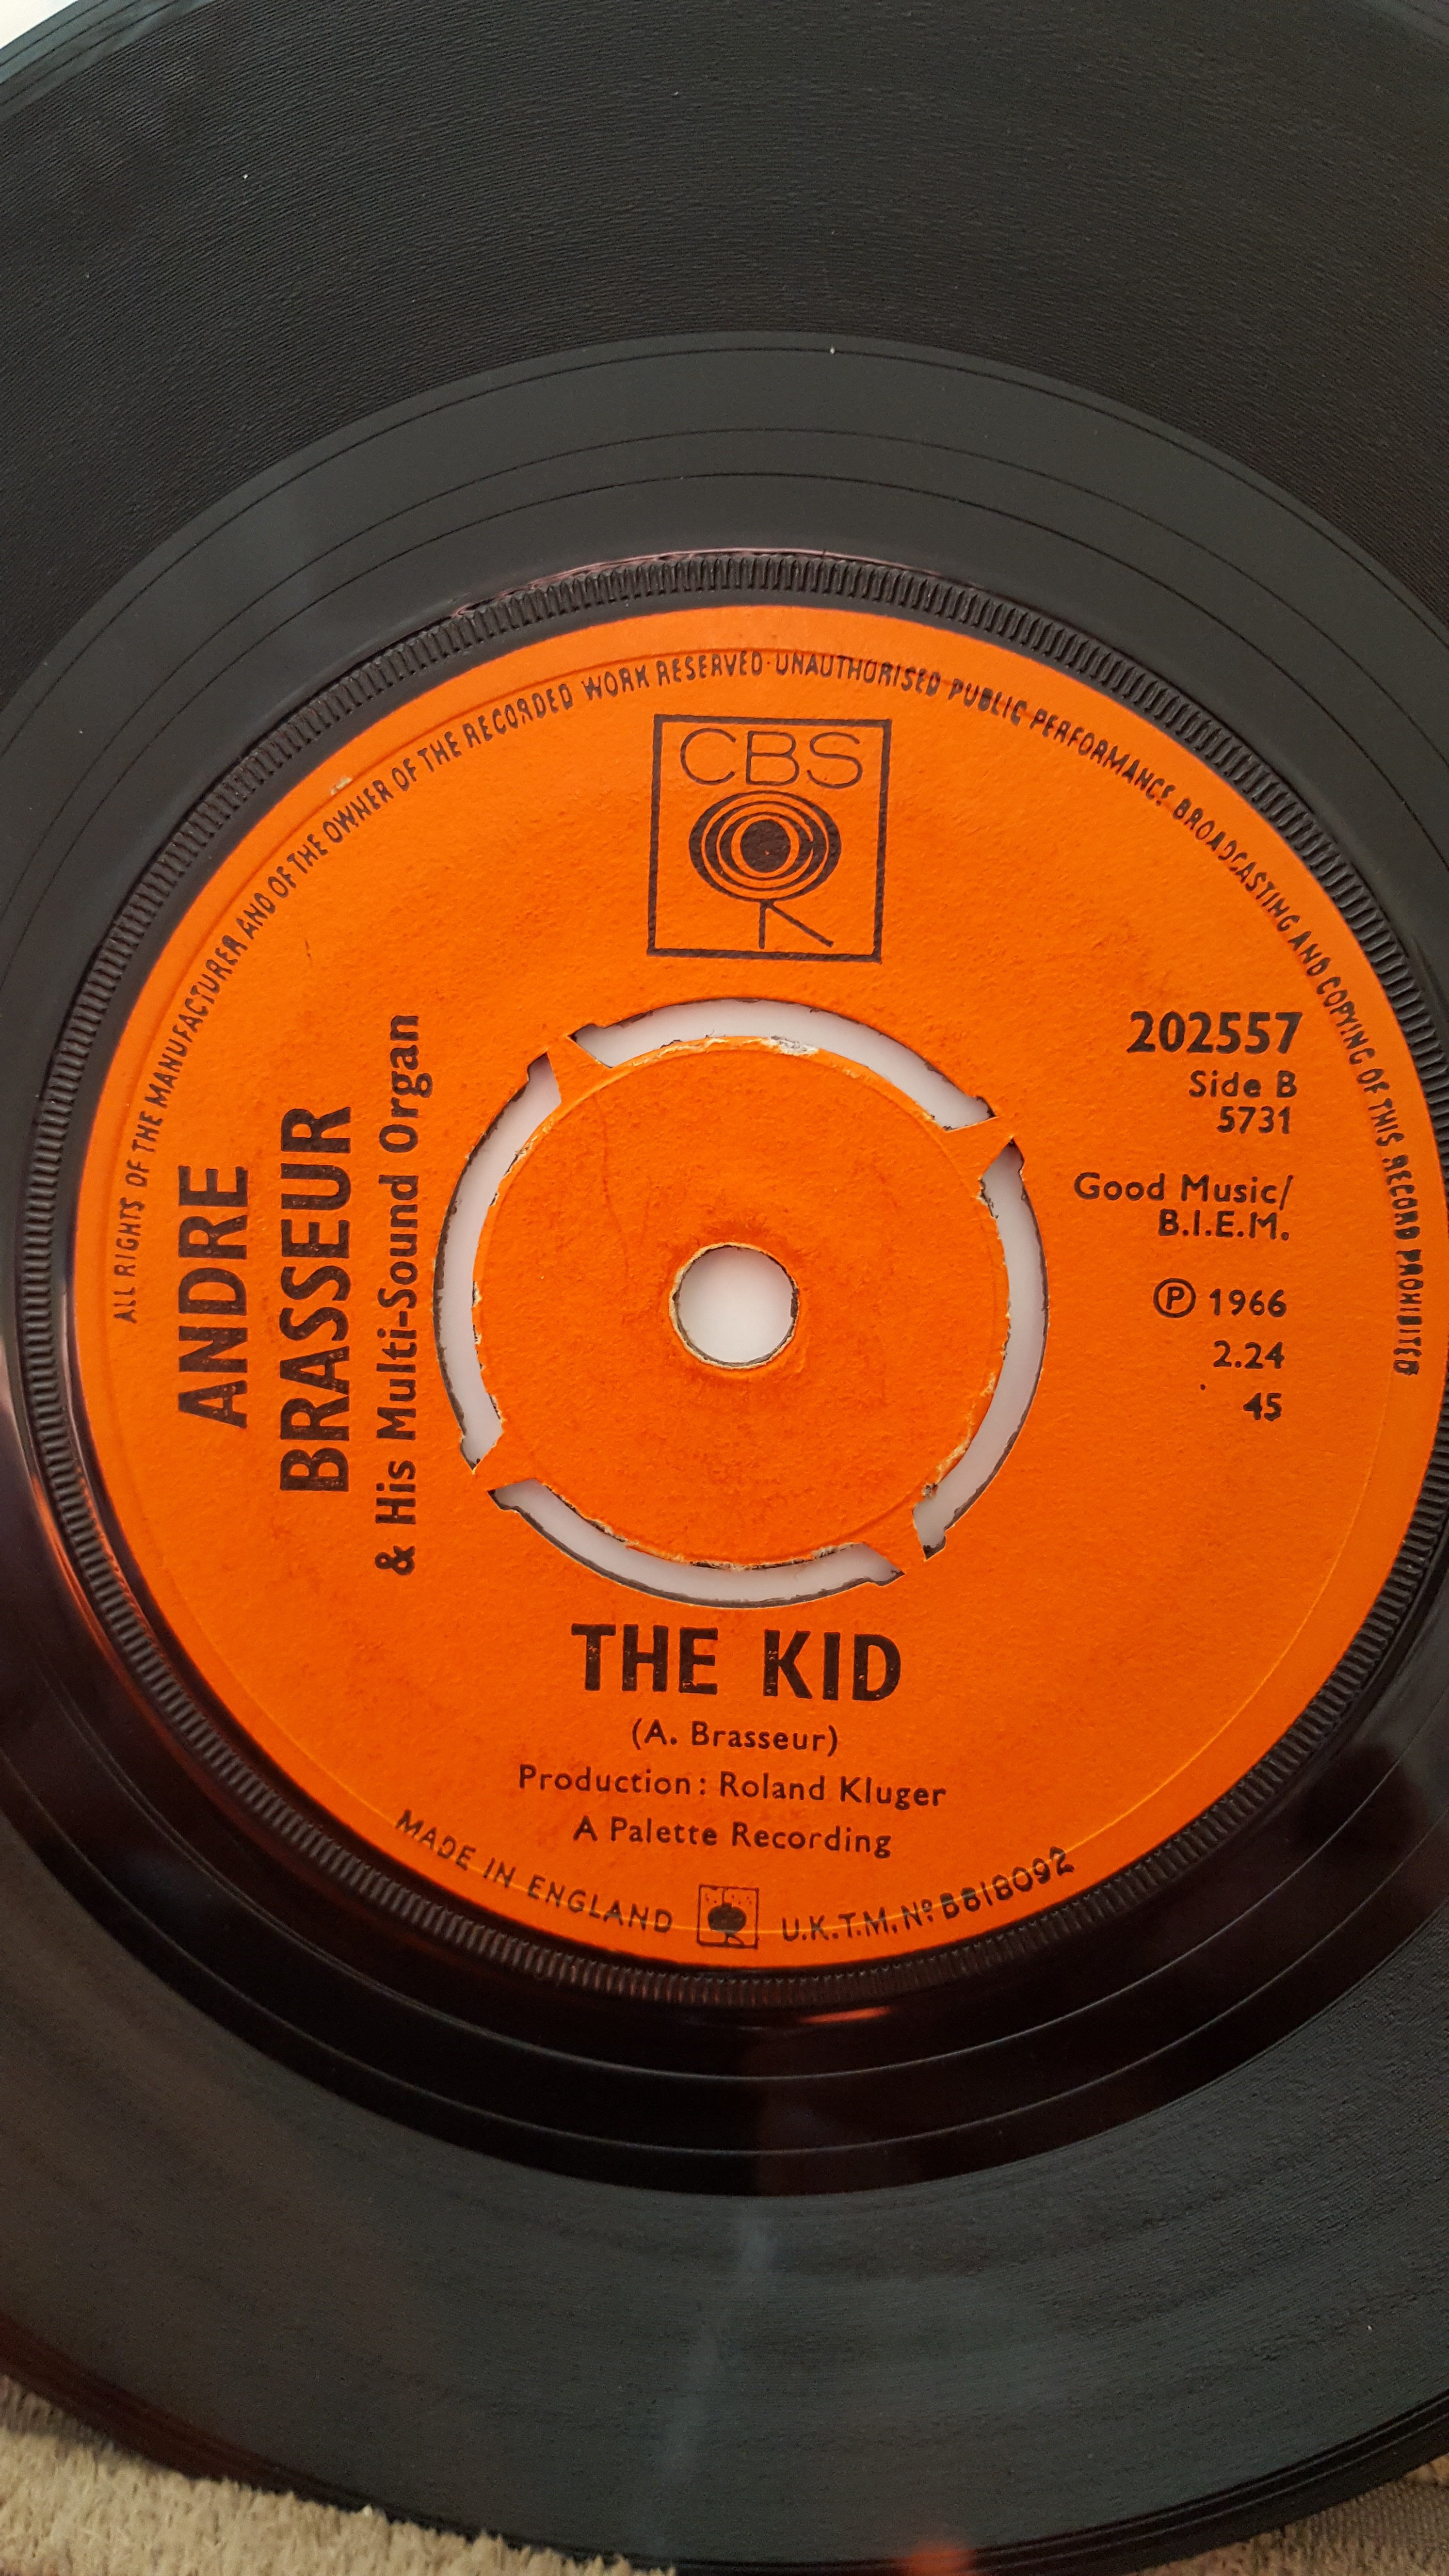 ALL RIGHTS OF THE MANUFACTURER AND OF THE OWNER OF THE RECORDED WORK RESERVED · UNAUTHORISED PUBLIC PERFORMANCE BROADCASTING AND COPYING OF THIS RECORD PROHIBITED
CBS
ANDRE
BRASSEUR
& His Multi-Sound Organ
202557
Side B
5731
Good Music/
B.I.E.M.
℗ 1966
2.24
45
THE KID
(A. Brasseur)
Production: Roland Kluger
A Palette Recording
MADE IN ENGLAND U.K.T.M. Nº B818092